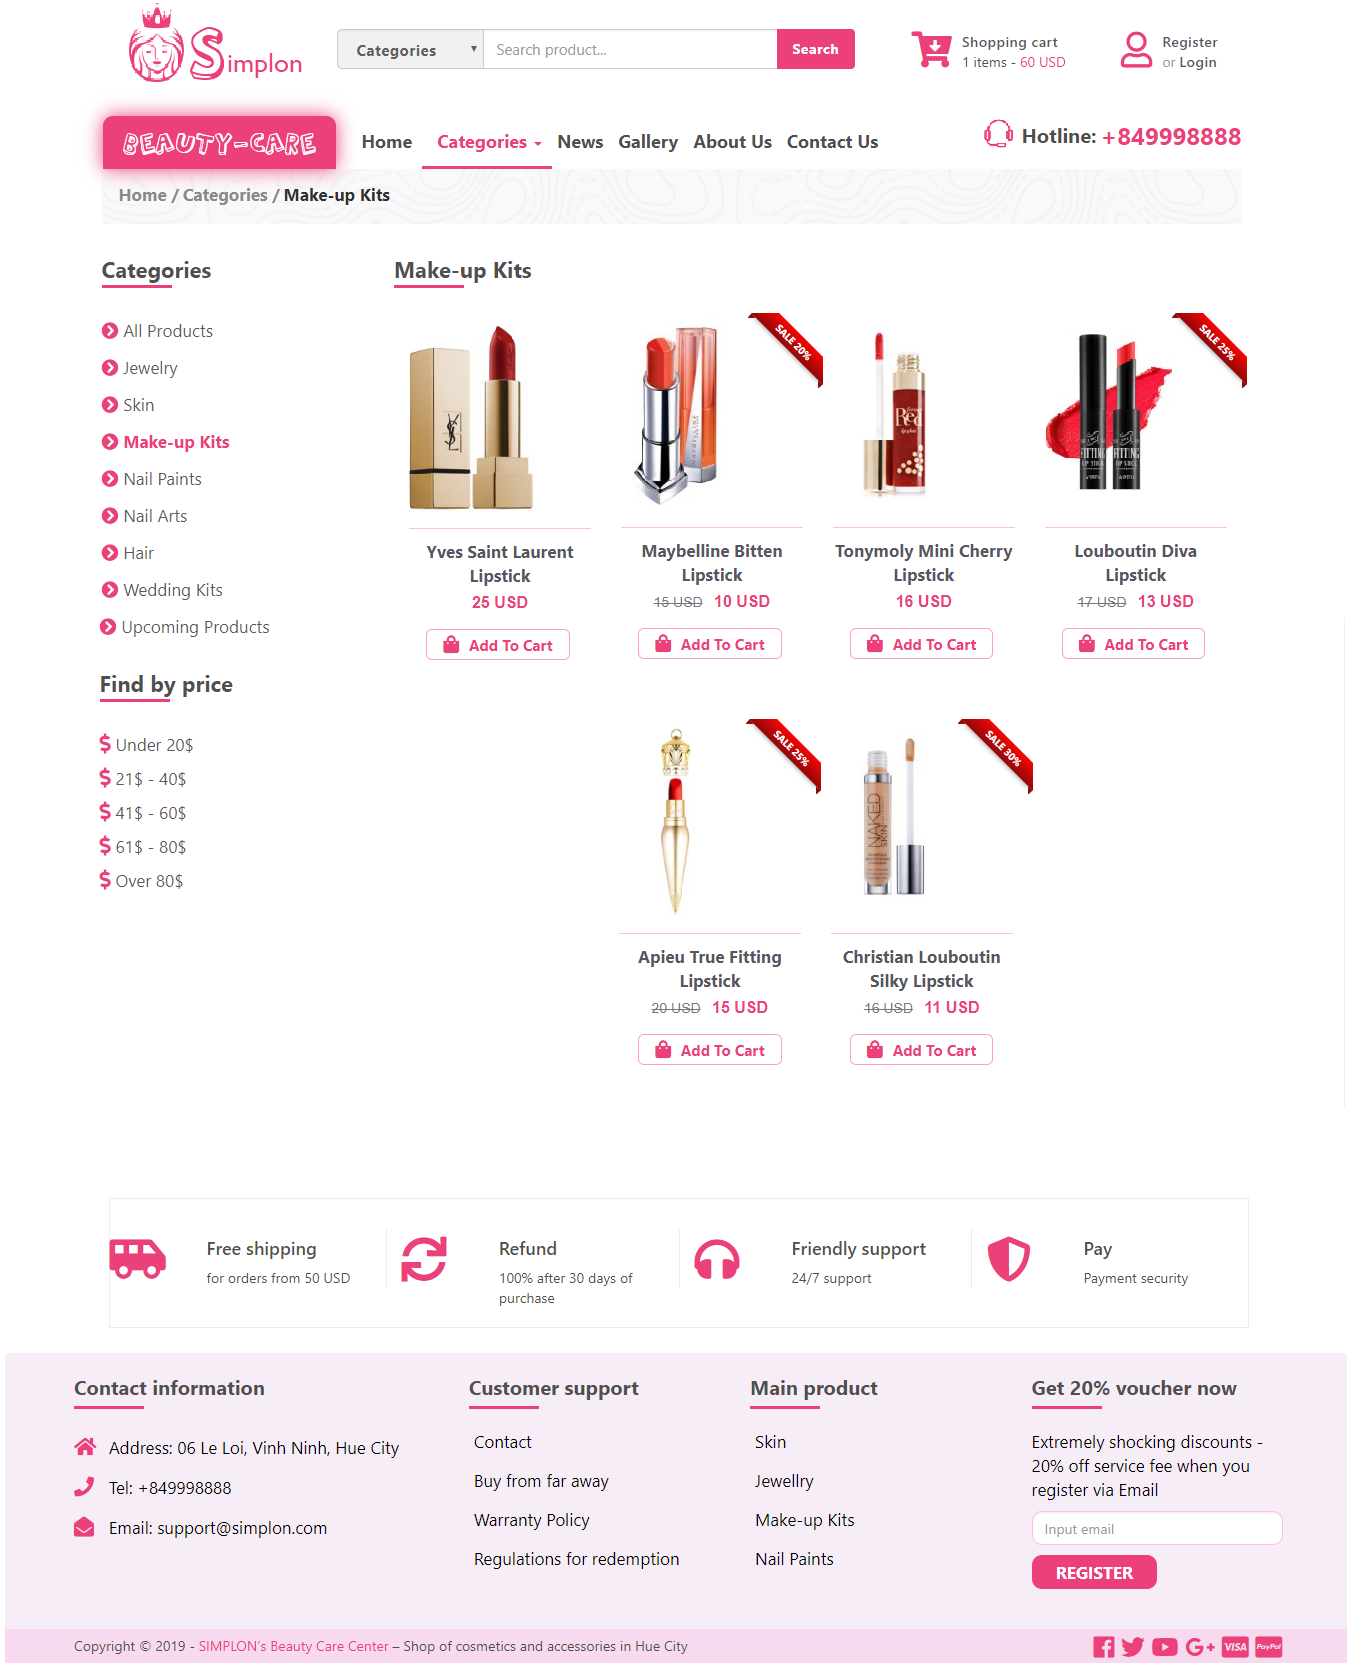 Simplon
Categories
Search product...
Search
Shopping cart
1 items - 60 USD
Register
or Login
BEAUTY-CARE
Home
Categories
News
Gallery
About Us
Contact Us
Hotline: +849998888
Home / Categories / Make-up Kits
Categories
All Products
Jewelry
Skin
Make-up Kits
Nail Paints
Nail Arts
Hair
Wedding Kits
Upcoming Products
Find by price
Under 20$
21$ - 40$
41$ - 60$
61$ - 80$
Over 80$
Make-up Kits
YSL
Yves Saint Laurent
Lipstick
25 USD
Add To Cart
SALE 20%
MAYBELLINE
Maybelline Bitten
Lipstick
15 USD 10 USD
Add To Cart
Red
Tonymoly Mini Cherry
Lipstick
16 USD
Add To Cart
SALE 25%
FITTING
LIP STICK
FITTING
LIP STICK
Louboutin Diva
Lipstick
17 USD 13 USD
Add To Cart
SALE 25%
Apieu True Fitting
Lipstick
20 USD 15 USD
Add To Cart
SALE 30%
NAKED
SKIN
Christian Louboutin
Silky Lipstick
16 USD 11 USD
Add To Cart
Free shipping
for orders from 50 USD
Refund
100% after 30 days of
purchase
Friendly support
24/7 support
Pay
Payment security
Contact information
Address: 06 Le Loi, Vinh Ninh, Hue City
Tel: +849998888
Email: support@simplon.com
Customer support
Contact
Buy from far away
Warranty Policy
Regulations for redemption
Main product
Skin
Jewellry
Make-up Kits
Nail Paints
Get 20% voucher now
Extremely shocking discounts -
20% off service fee when you
register via Email
Input email
REGISTER
Copyright © 2019 - SIMPLON's Beauty Care Center – Shop of cosmetics and accessories in Hue City
G+
VISA
PayPal